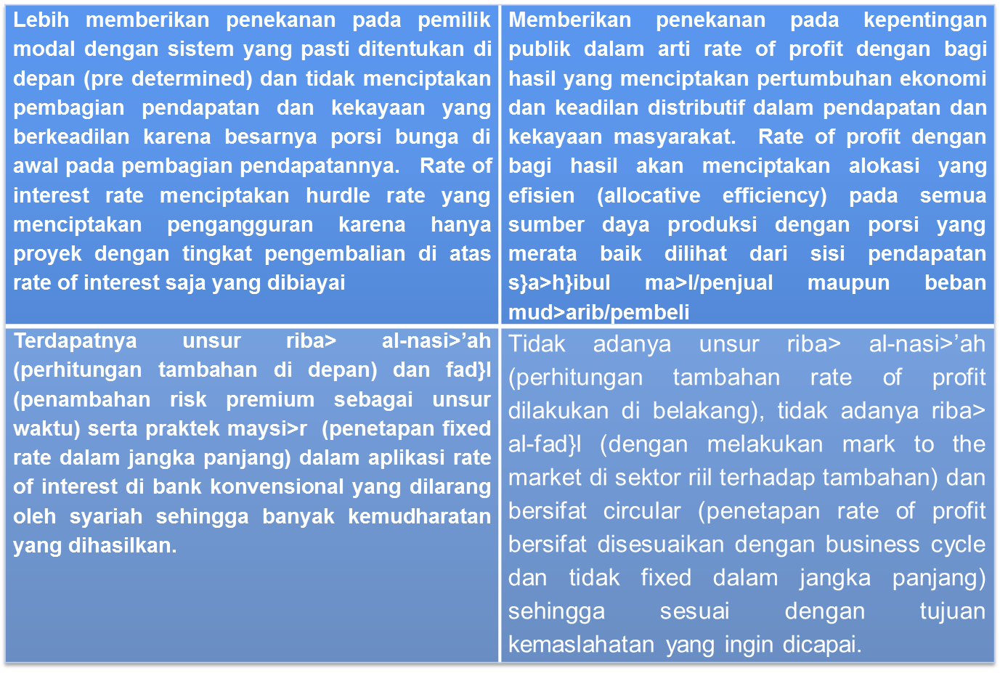 Lebih memberikan penekanan pada pemilik
modal dengan sistem yang pasti ditentukan di
depan (pre determined) dan tidak menciptakan
pembagian pendapatan dan kekayaan yang
berkeadilan karena besarnya porsi bunga di
awal pada pembagian pendapatannya. Rate of
interest rate menciptakan hurdle rate yang
menciptakan pengangguran karena hanya
proyek dengan tingkat pengembalian di atas
rate of interest saja yang dibiayai
Memberikan penekanan pada kepentingan
publik dalam arti rate of profit dengan bagi
hasil yang menciptakan pertumbuhan ekonomi
dan keadilan distributif dalam pendapatan dan
kekayaan masyarakat. Rate of profit dengan
bagi hasil akan menciptakan alokasi yang
efisien (allocative efficiency) pada semua
sumber daya produksi dengan porsi yang
merata baik dilihat dari sisi pendapatan
s}a>h}ibul ma>l/penjual maupun beban
mud>arib/pembeli
Terdapatnya unsur riba> al-nasi>’ah
(perhitungan tambahan di depan) dan fad}l
(penambahan risk premium sebagai unsur
waktu) serta praktek maysi>r (penetapan fixed
rate dalam jangka panjang) dalam aplikasi rate
of interest di bank konvensional yang dilarang
oleh syariah sehingga banyak kemudharatan
yang dihasilkan.
Tidak adanya unsur riba> al-nasi>’ah
(perhitungan tambahan rate of profit
dilakukan di belakang), tidak adanya riba>
al-fad}l (dengan melakukan mark to the
market di sektor riil terhadap tambahan) dan
bersifat circular (penetapan rate of profit
bersifat disesuaikan dengan business cycle
dan tidak fixed dalam jangka panjang)
sehingga sesuai dengan tujuan
kemaslahatan yang ingin dicapai.